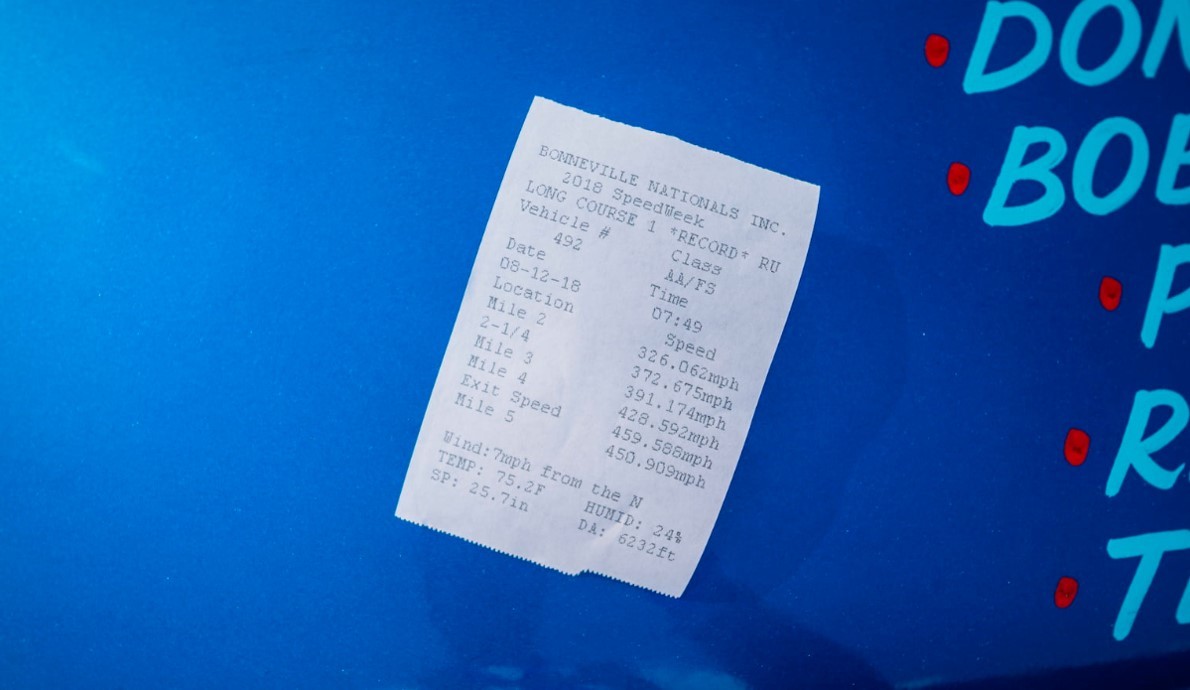 BONNEVILLE NATIONALS INC.
2018 SpeedWeek
LONG COURSE 1 *RECORD* RU
Vehicle # Class
492 AA/FS
Date Time
08-12-18 07:49
Location Speed
Mile 2 326.062mph
2-1/4 372.675mph
Mile 3 391.174mph
Mile 4 428.592mph
Exit Speed 459.588mph
Mile 5 450.909mph
Wind:7mph from the N
TEMP: 75.2F HUMID: 24%
SP: 25.7in DA: 6232ft
DON
BOB
P
R
T